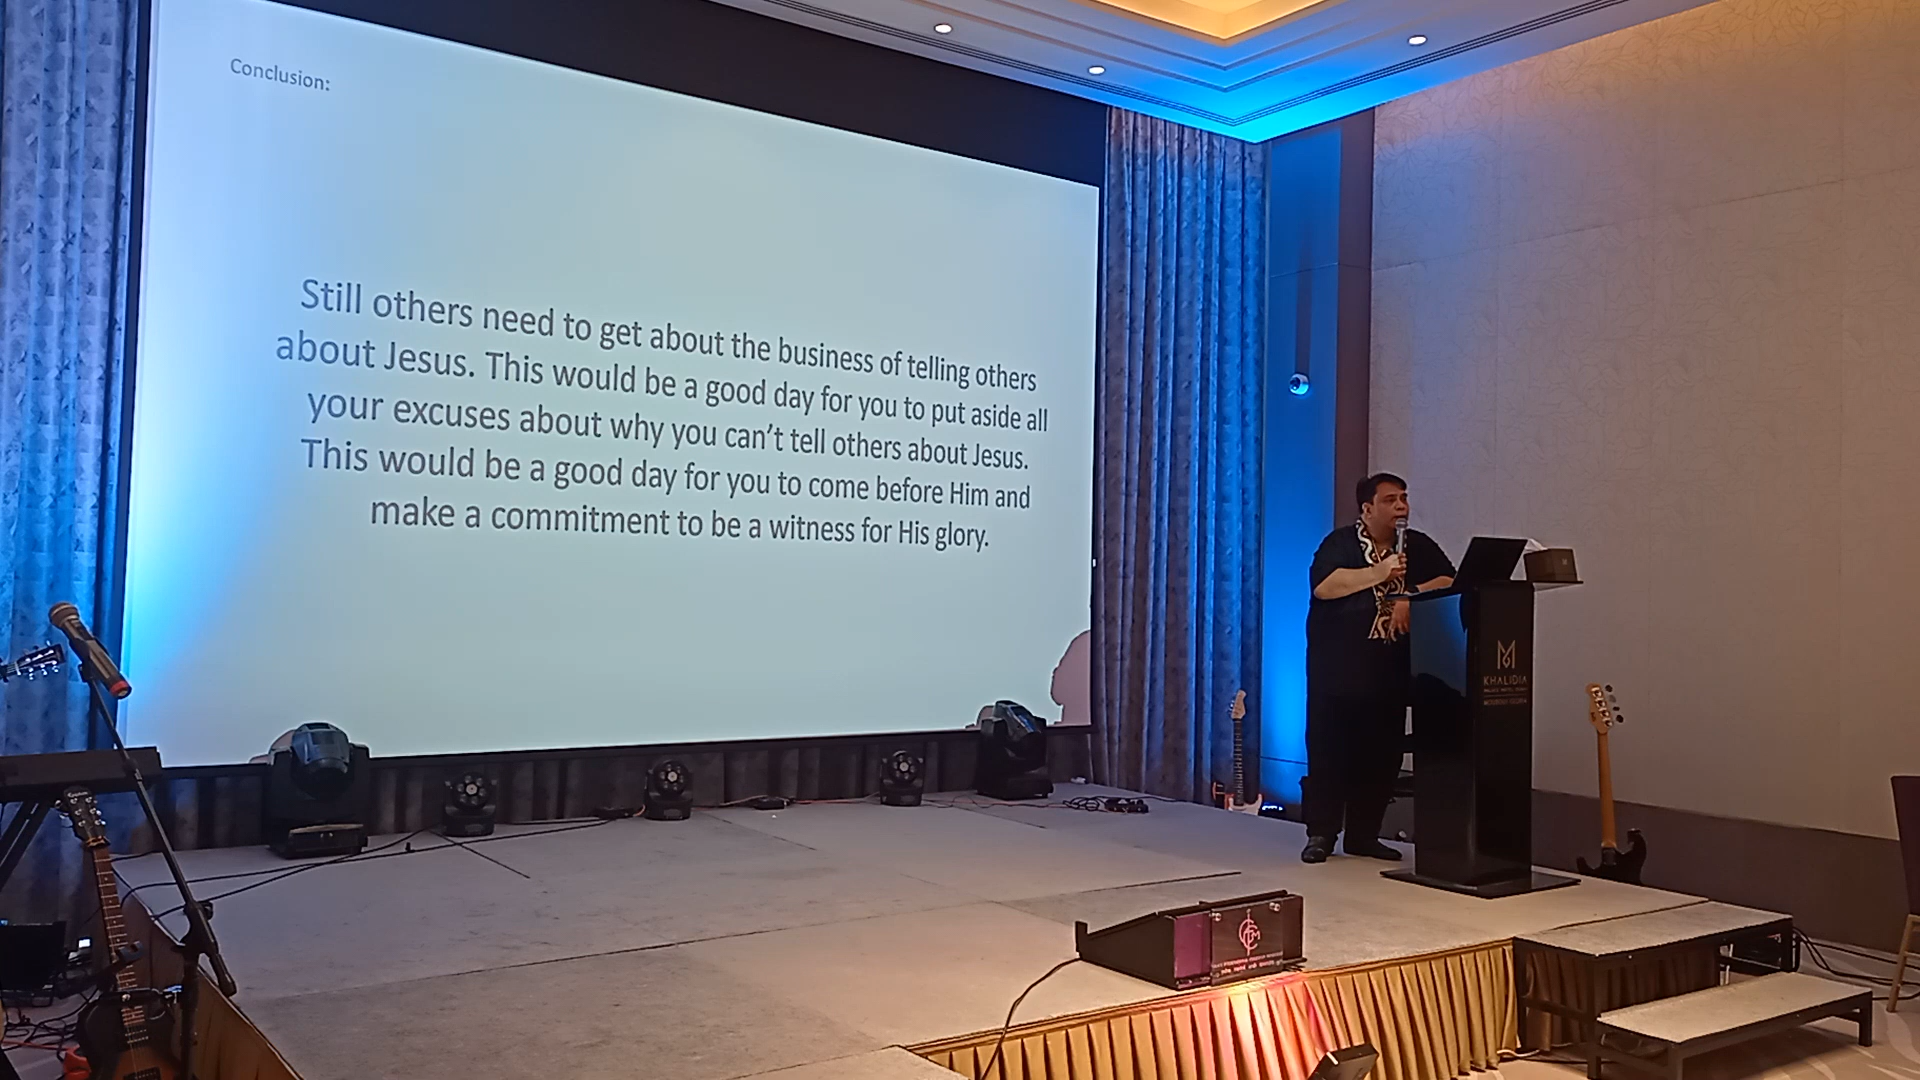 Conclusion:
Still others need to get about the business of telling others
about Jesus. This would be a good day for you to put aside all
your excuses about why you can't tell others about Jesus.
This would be a good day for you to come before Him and
make a commitment to be a witness for His glory.
M
KHALIDIA